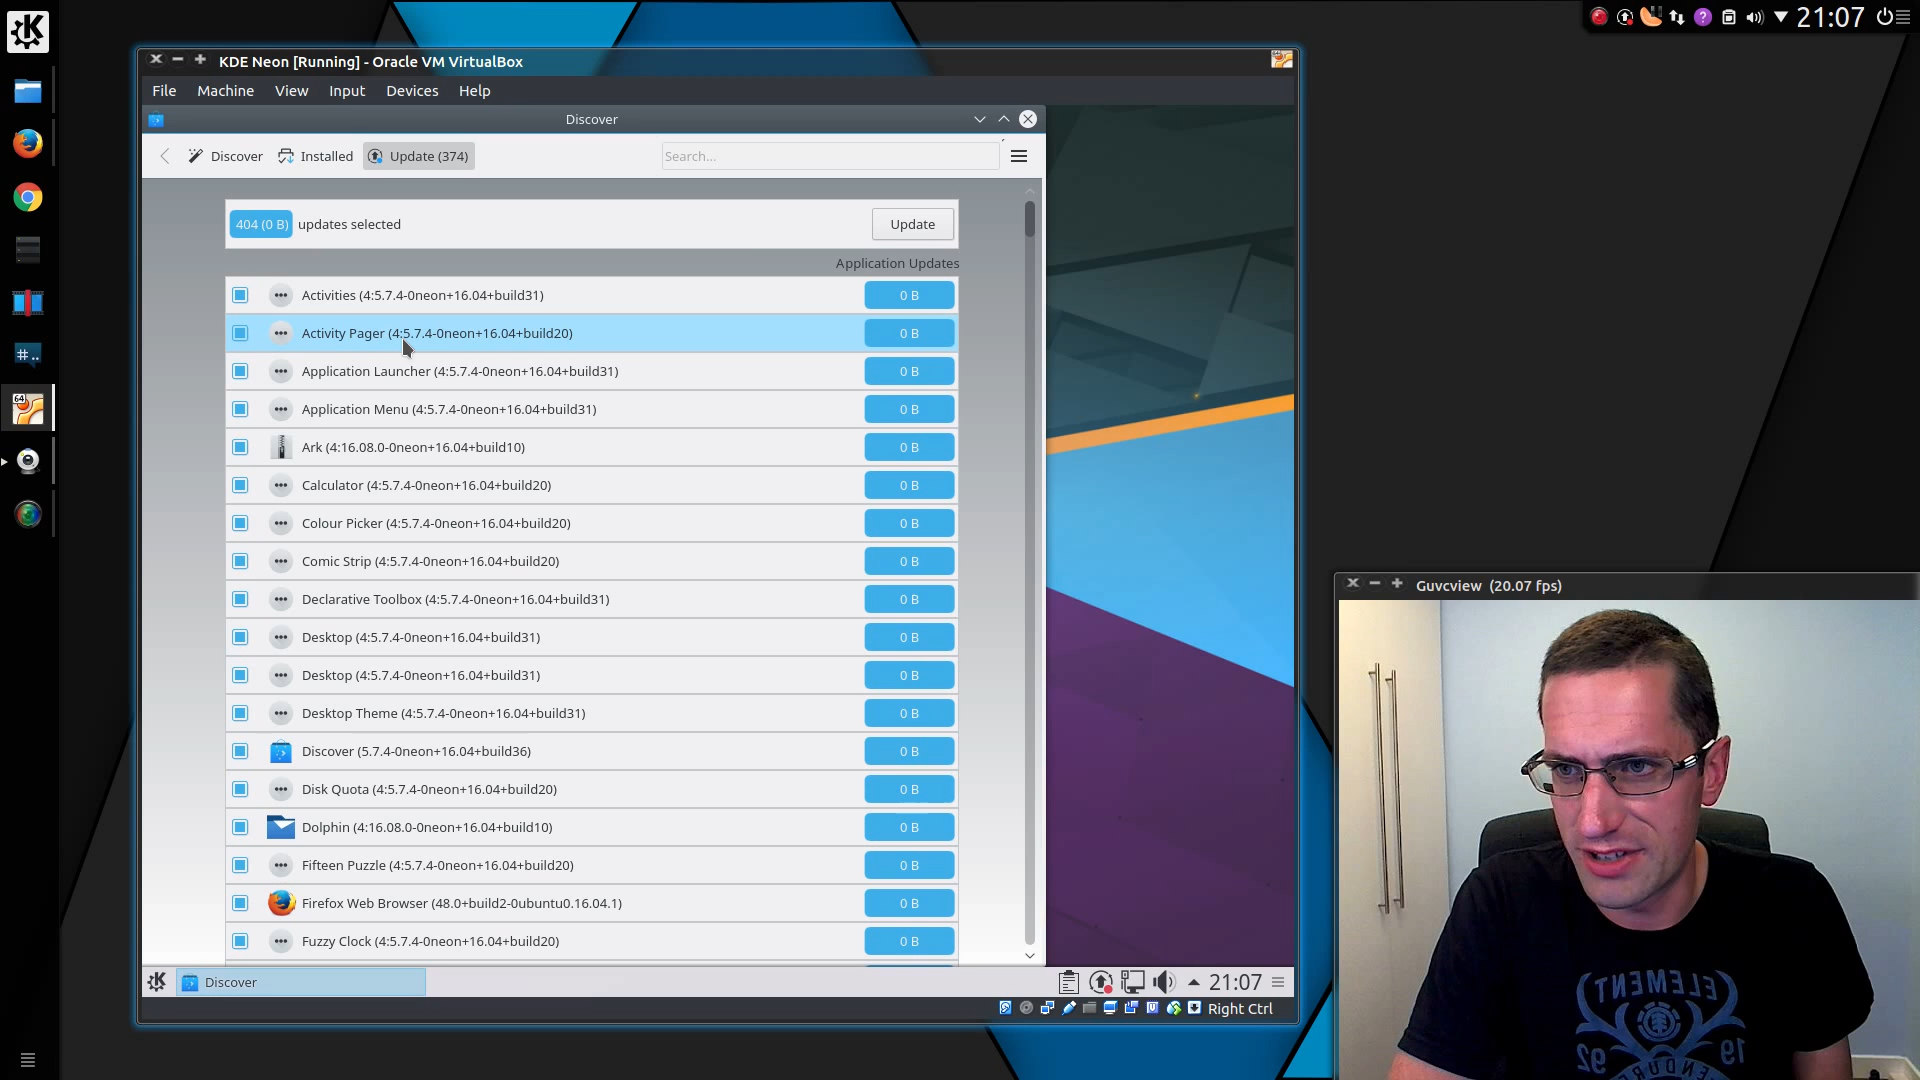 21:07
KDE Neon [Running] - Oracle VM VirtualBox
File Machine View Input Devices Help
Discover
Discover Installed Update (374) Search...
404 (0 B) updates selected Update
Application Updates
Activities (4:5.7.4-0neon+16.04+build31) 0 B
Activity Pager (4:5.7.4-0neon+16.04+build20) 0 B
Application Launcher (4:5.7.4-0neon+16.04+build31) 0 B
Application Menu (4:5.7.4-0neon+16.04+build31) 0 B
Ark (4:16.08.0-0neon+16.04+build10) 0 B
Calculator (4:5.7.4-0neon+16.04+build20) 0 B
Colour Picker (4:5.7.4-0neon+16.04+build20) 0 B
Comic Strip (4:5.7.4-0neon+16.04+build20) 0 B
Declarative Toolbox (4:5.7.4-0neon+16.04+build31) 0 B
Desktop (4:5.7.4-0neon+16.04+build31) 0 B
Desktop (4:5.7.4-0neon+16.04+build31) 0 B
Desktop Theme (4:5.7.4-0neon+16.04+build31) 0 B
Discover (5.7.4-0neon+16.04+build36) 0 B
Disk Quota (4:5.7.4-0neon+16.04+build20) 0 B
Dolphin (4:16.08.0-0neon+16.04+build10) 0 B
Fifteen Puzzle (4:5.7.4-0neon+16.04+build20) 0 B
Firefox Web Browser (48.0+build2-0ubuntu0.16.04.1) 0 B
Fuzzy Clock (4:5.7.4-0neon+16.04+build20) 0 B
Discover 21:07
Right Ctrl
64
Guvcview (20.07 fps)
ELEMENT
19 92